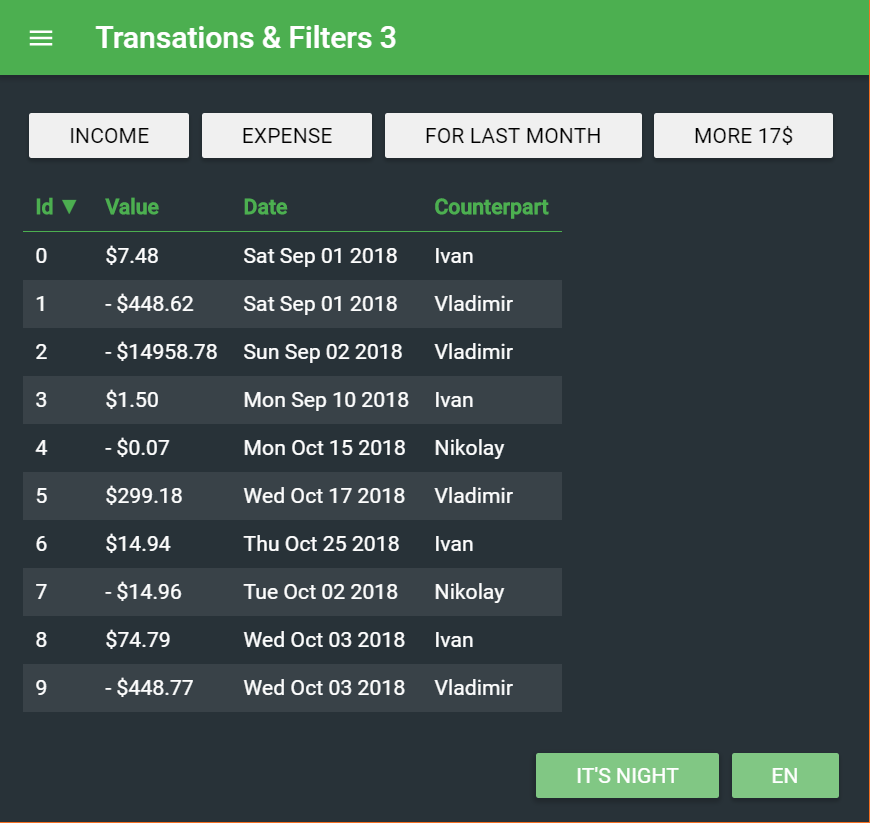 Transations & Filters 3
INCOME EXPENSE FOR LAST MONTH MORE 17$
Id ▼ Value Date Counterpart
0 $7.48 Sat Sep 01 2018 Ivan
1 - $448.62 Sat Sep 01 2018 Vladimir
2 - $14958.78 Sun Sep 02 2018 Vladimir
3 $1.50 Mon Sep 10 2018 Ivan
4 - $0.07 Mon Oct 15 2018 Nikolay
5 $299.18 Wed Oct 17 2018 Vladimir
6 $14.94 Thu Oct 25 2018 Ivan
7 - $14.96 Tue Oct 02 2018 Nikolay
8 $74.79 Wed Oct 03 2018 Ivan
9 - $448.77 Wed Oct 03 2018 Vladimir
IT'S NIGHT EN